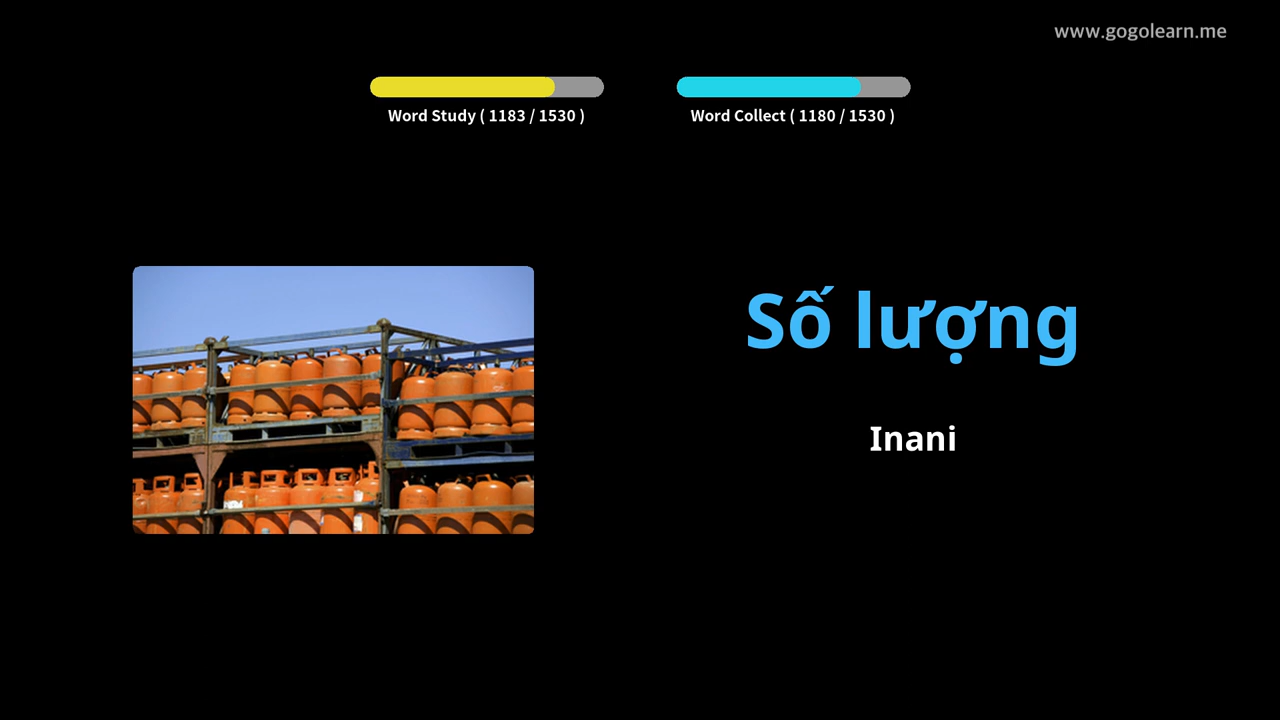 www.gogolearn.me
Word Study ( 1183 / 1530 )
Word Collect ( 1180 / 1530 )
Số lượng
Inani